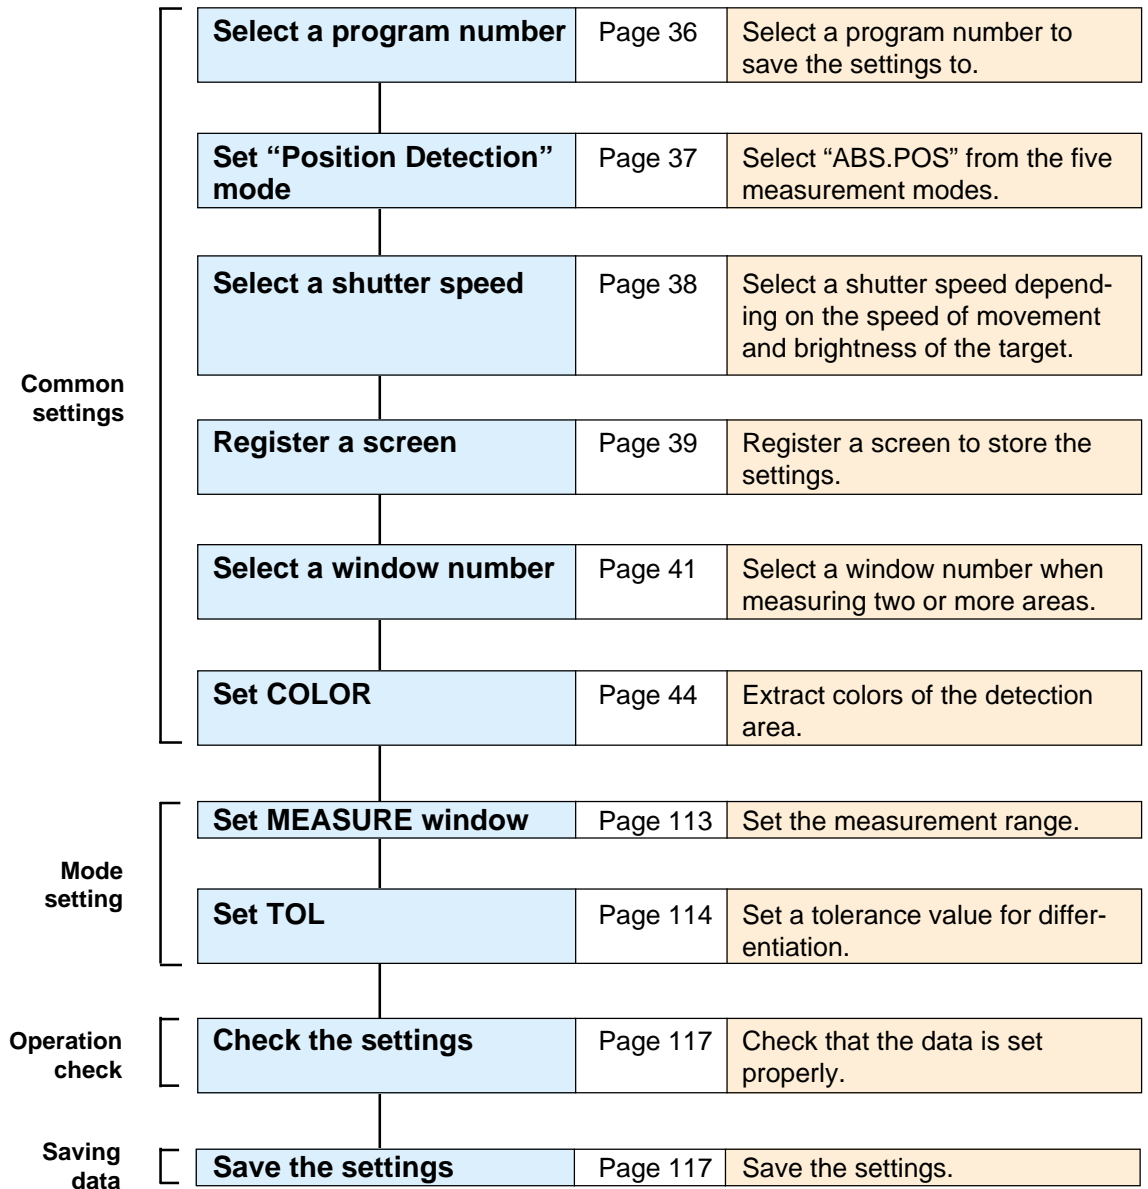 Select a program number Page 36 Select a program number to
save the settings to.
Set “Position Detection” Page 37 Select “ABS.POS” from the five
mode measurement modes.
Select a shutter speed Page 38 Select a shutter speed depend-
ing on the speed of movement
and brightness of the target.
Common
settings
Register a screen Page 39 Register a screen to store the
settings.
Select a window number Page 41 Select a window number when
measuring two or more areas.
Set COLOR Page 44 Extract colors of the detection
area.
Set MEASURE window Page 113 Set the measurement range.
Mode
setting
Set TOL Page 114 Set a tolerance value for differ-
entiation.
Operation
check
Check the settings Page 117 Check that the data is set
properly.
Saving
data
Save the settings Page 117 Save the settings.